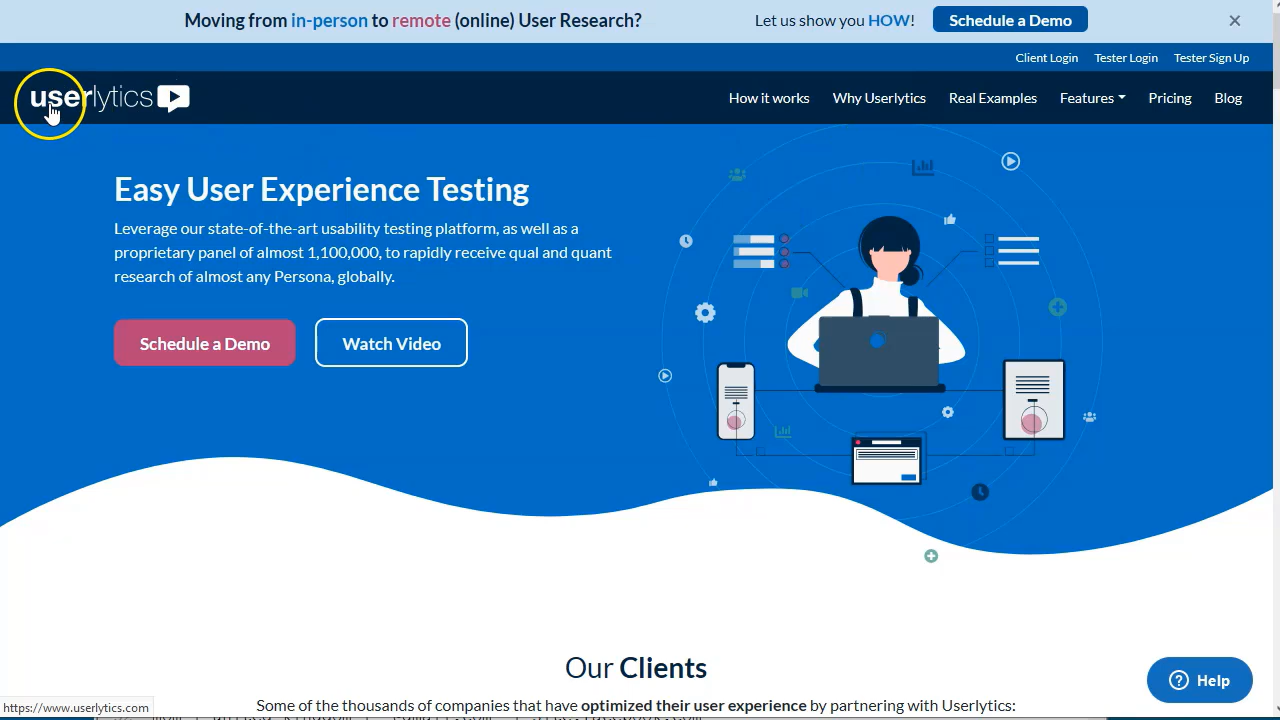 Moving from in-person to remote (online) User Research?
Let us show you HOW!
Schedule a Demo
Client Login
Tester Login
Tester Sign Up
userlytics
How it works
Why Userlytics
Real Examples
Features
Pricing
Blog
Easy User Experience Testing
Leverage our state-of-the-art usability testing platform, as well as a
proprietary panel of almost 1,100,000, to rapidly receive qual and quant
research of almost any Persona, globally.
Schedule a Demo
Watch Video
Our Clients
Some of the thousands of companies that have optimized their user experience by partnering with Userlytics:
Help
https://www.userlytics.com